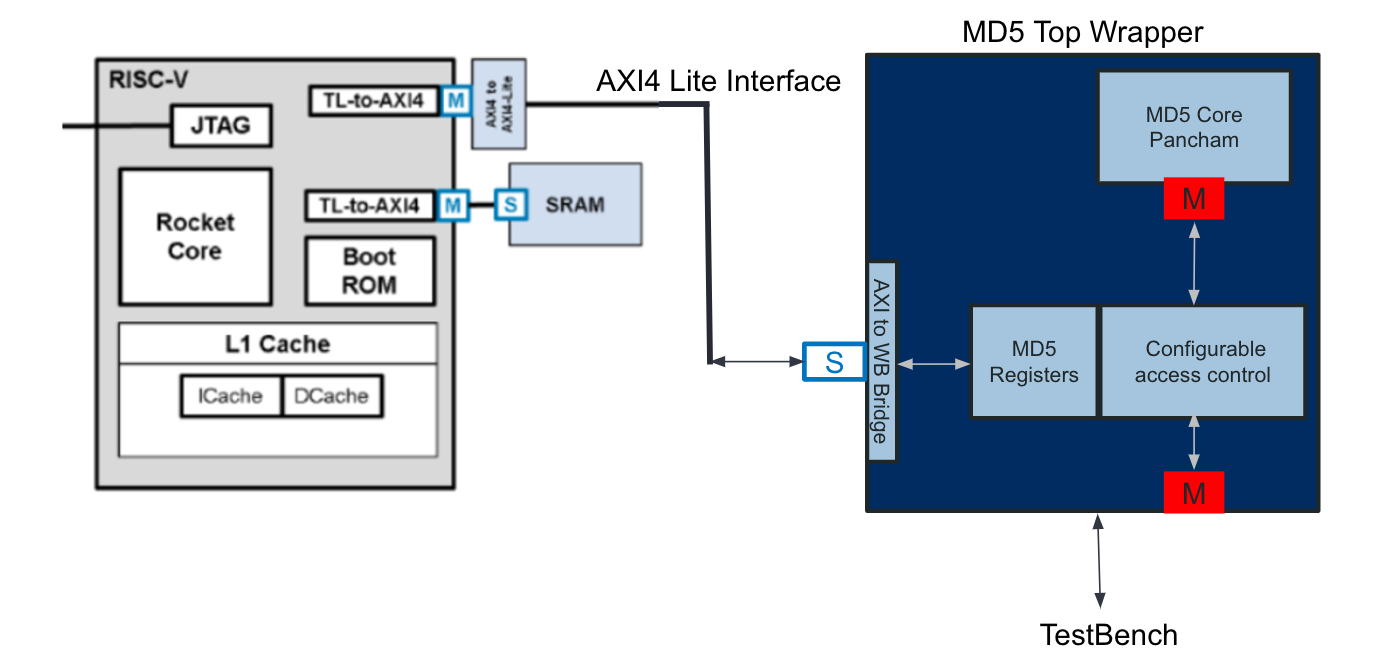 MD5 Top Wrapper
RISC-V
TL-to-AXI4
M
AXI4 to
AXI4-Lite
AXI4 Lite Interface
JTAG
MD5 Core
Pancham
M
Rocket
Core
TL-to-AXI4
M
S
SRAM
Boot
ROM
L1 Cache
ICache
DCache
S
AXI to WB Bridge
MD5
Registers
Configurable
access control
M
TestBench